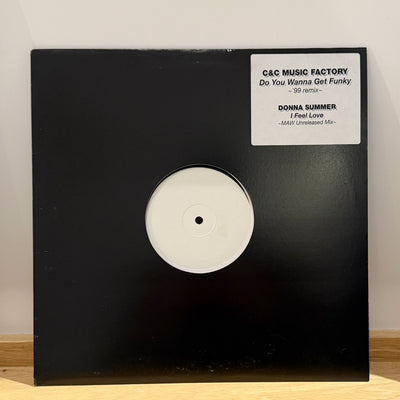 C&C MUSIC FACTORY
Do You Wanna Get Funky
~'99 remix~
DONNA SUMMER
I Feel Love
~MAW Unreleased Mix~